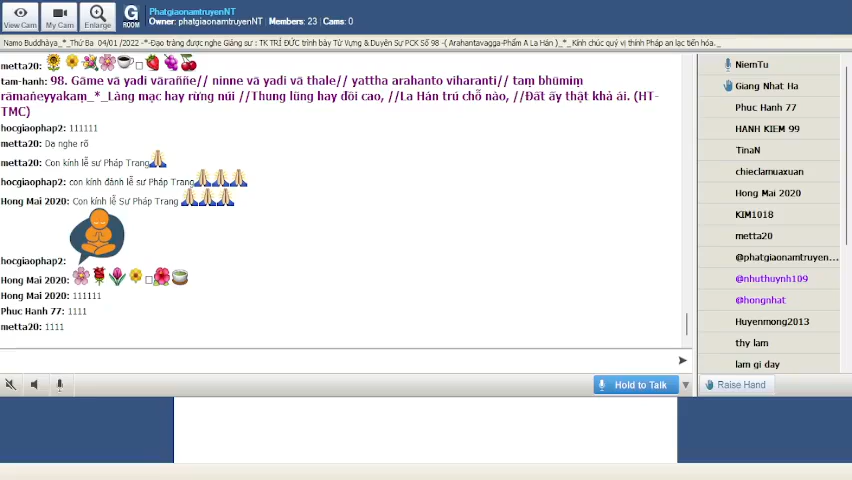 View Cam
My Cam
Enlarge
G
ROOM
PhatgiaonamtruyenNT
Owner: phatgiaonamtruyenNT Members: 23 | Cams: 0
Namo Buddhàya_*_Thứ Ba 04/01 /2022 -*-Đạo tràng được nghe Giảng sư : TK TRÍ ĐỨC trình bày Từ Vựng & Duyên Sự PCK Số 98 -( Arahantavagga-Phẩm A La Hán )_*_ Kính chúc quý vị thính Pháp an lạc tiến hóa._
metta20:
tam-hanh: 98. Gāme vā yadi vāraññe// ninne vā yadi vā thale// yattha arahanto viharanti// taṃ bhūmiṃ
rāmaṇeyyakaṃ_*_Làng mạc hay rừng núi //Thung lũng hay đồi cao, //La Hán trú chỗ nào, //Đất ấy thật khả ái. (HT-
TMC)
hocgiaophap2: 111111
metta20: Dạ nghe rõ
metta20: Con kính lễ sư Pháp Trang
hocgiaophap2: con kính đảnh lễ sư Pháp Trang
Hong Mai 2020: Con kính lễ Sư Pháp Trang
hocgiaophap2:
Hong Mai 2020:
Hong Mai 2020: 111111
Phuc Hanh 77: 1111
metta20: 1111
Hold to Talk
NiemTu
Giang Nhat Ha
Phuc Hanh 77
HANH KIEM 99
TinaN
chieclamuaxuan
Hong Mai 2020
KIM1018
metta20
@phatgiaonamtruyen...
@nhuthuynh109
@hongnhat
Huyenmong2013
thy lam
lam gi day
Raise Hand